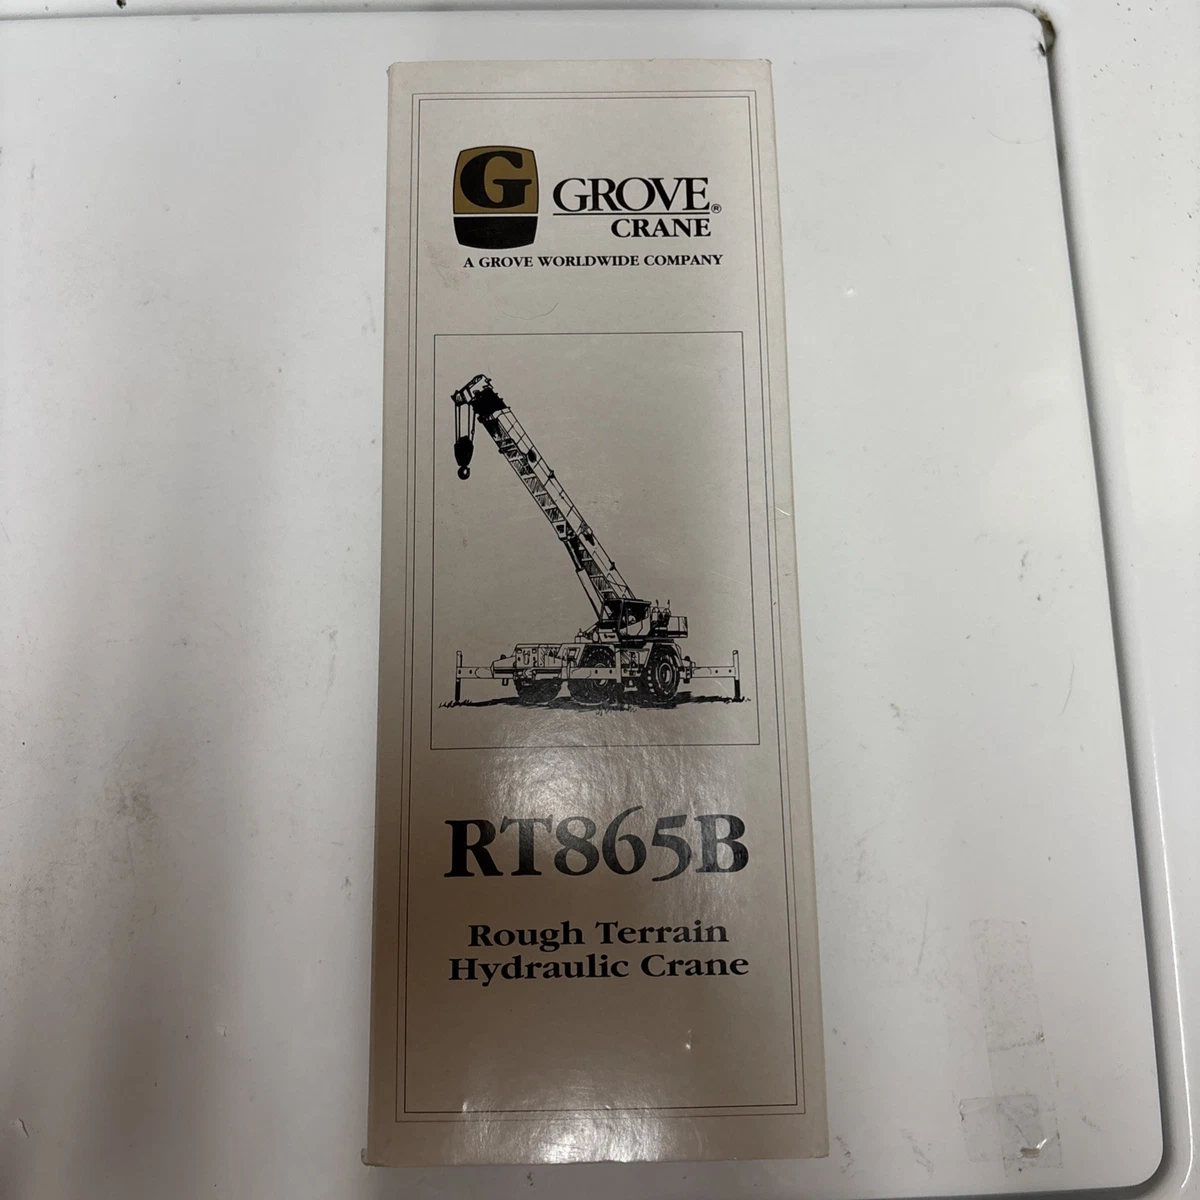 G
GROVE®
CRANE
A GROVE WORLDWIDE COMPANY
RT865B
Rough Terrain
Hydraulic Crane